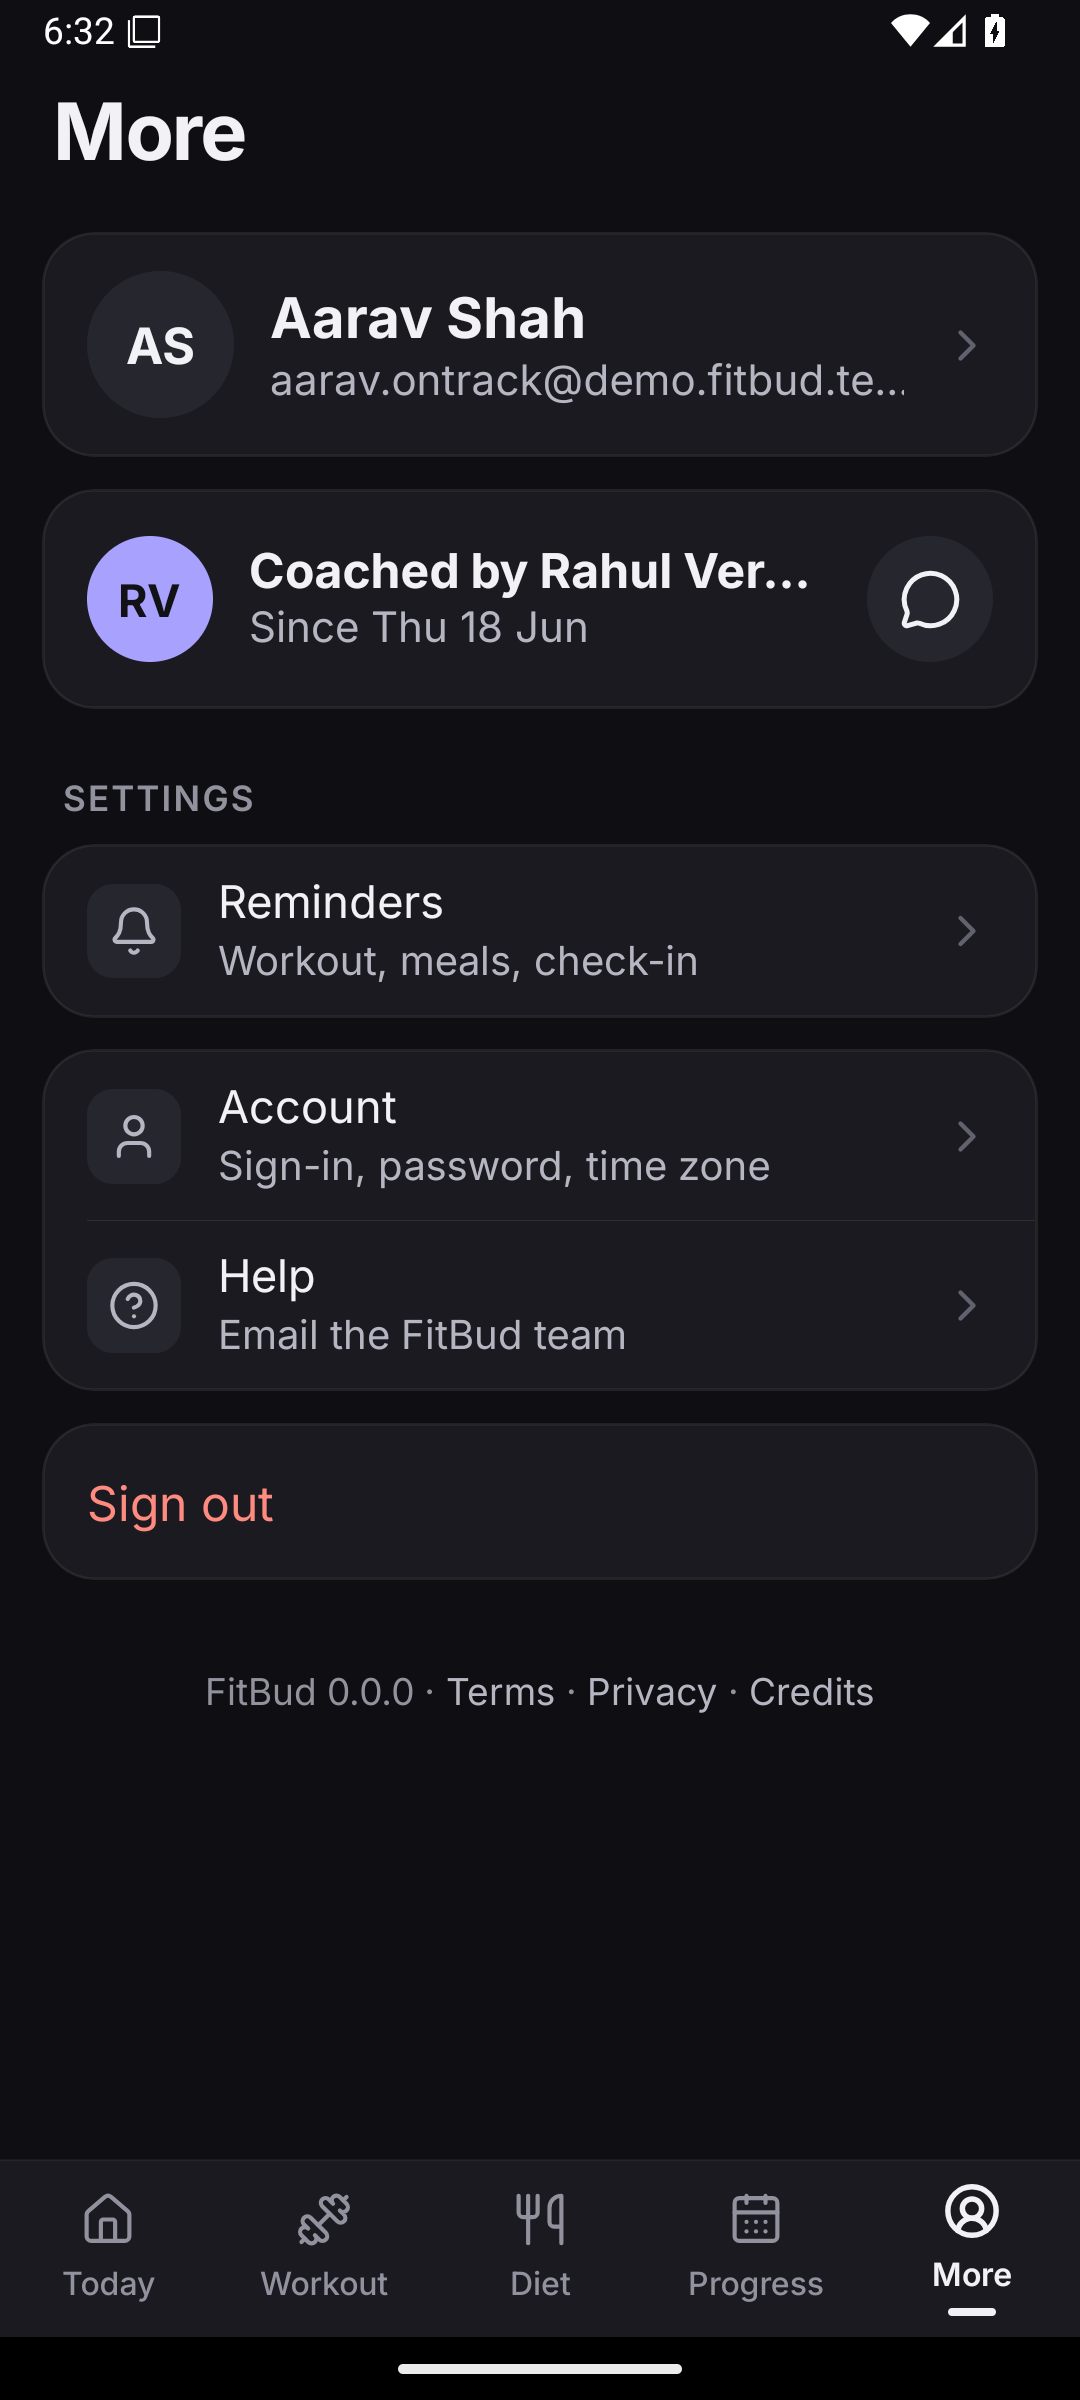 6:32
More
AS
Aarav Shah
aarav.ontrack@demo.fitbud.te...
RV
Coached by Rahul Ver...
Since Thu 18 Jun
SETTINGS
Reminders
Workout, meals, check-in
Account
Sign-in, password, time zone
Help
Email the FitBud team
Sign out
FitBud 0.0.0 · Terms · Privacy · Credits
Today
Workout
Diet
Progress
More